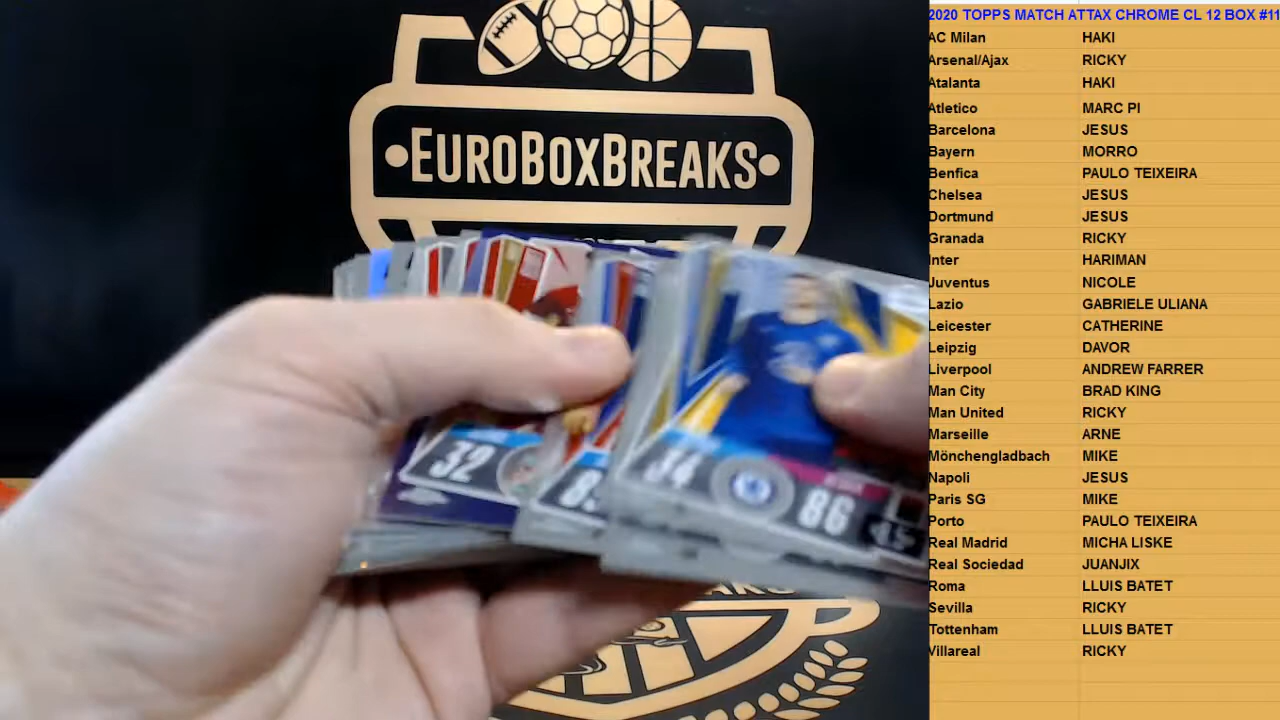 EUROBOXBREAKS
32
8
34
86
2020 TOPPS MATCH ATTAX CHROME CL 12 BOX #11
AC Milan HAKI
Arsenal/Ajax RICKY
Atalanta HAKI
Atletico MARC PI
Barcelona JESUS
Bayern MORRO
Benfica PAULO TEIXEIRA
Chelsea JESUS
Dortmund JESUS
Granada RICKY
Inter HARIMAN
Juventus NICOLE
Lazio GABRIELE ULIANA
Leicester CATHERINE
Leipzig DAVOR
Liverpool ANDREW FARRER
Man City BRAD KING
Man United RICKY
Marseille ARNE
Mönchengladbach MIKE
Napoli JESUS
Paris SG MIKE
Porto PAULO TEIXEIRA
Real Madrid MICHA LISKE
Real Sociedad JUANJIX
Roma LLUIS BATET
Sevilla RICKY
Tottenham LLUIS BATET
Villareal RICKY